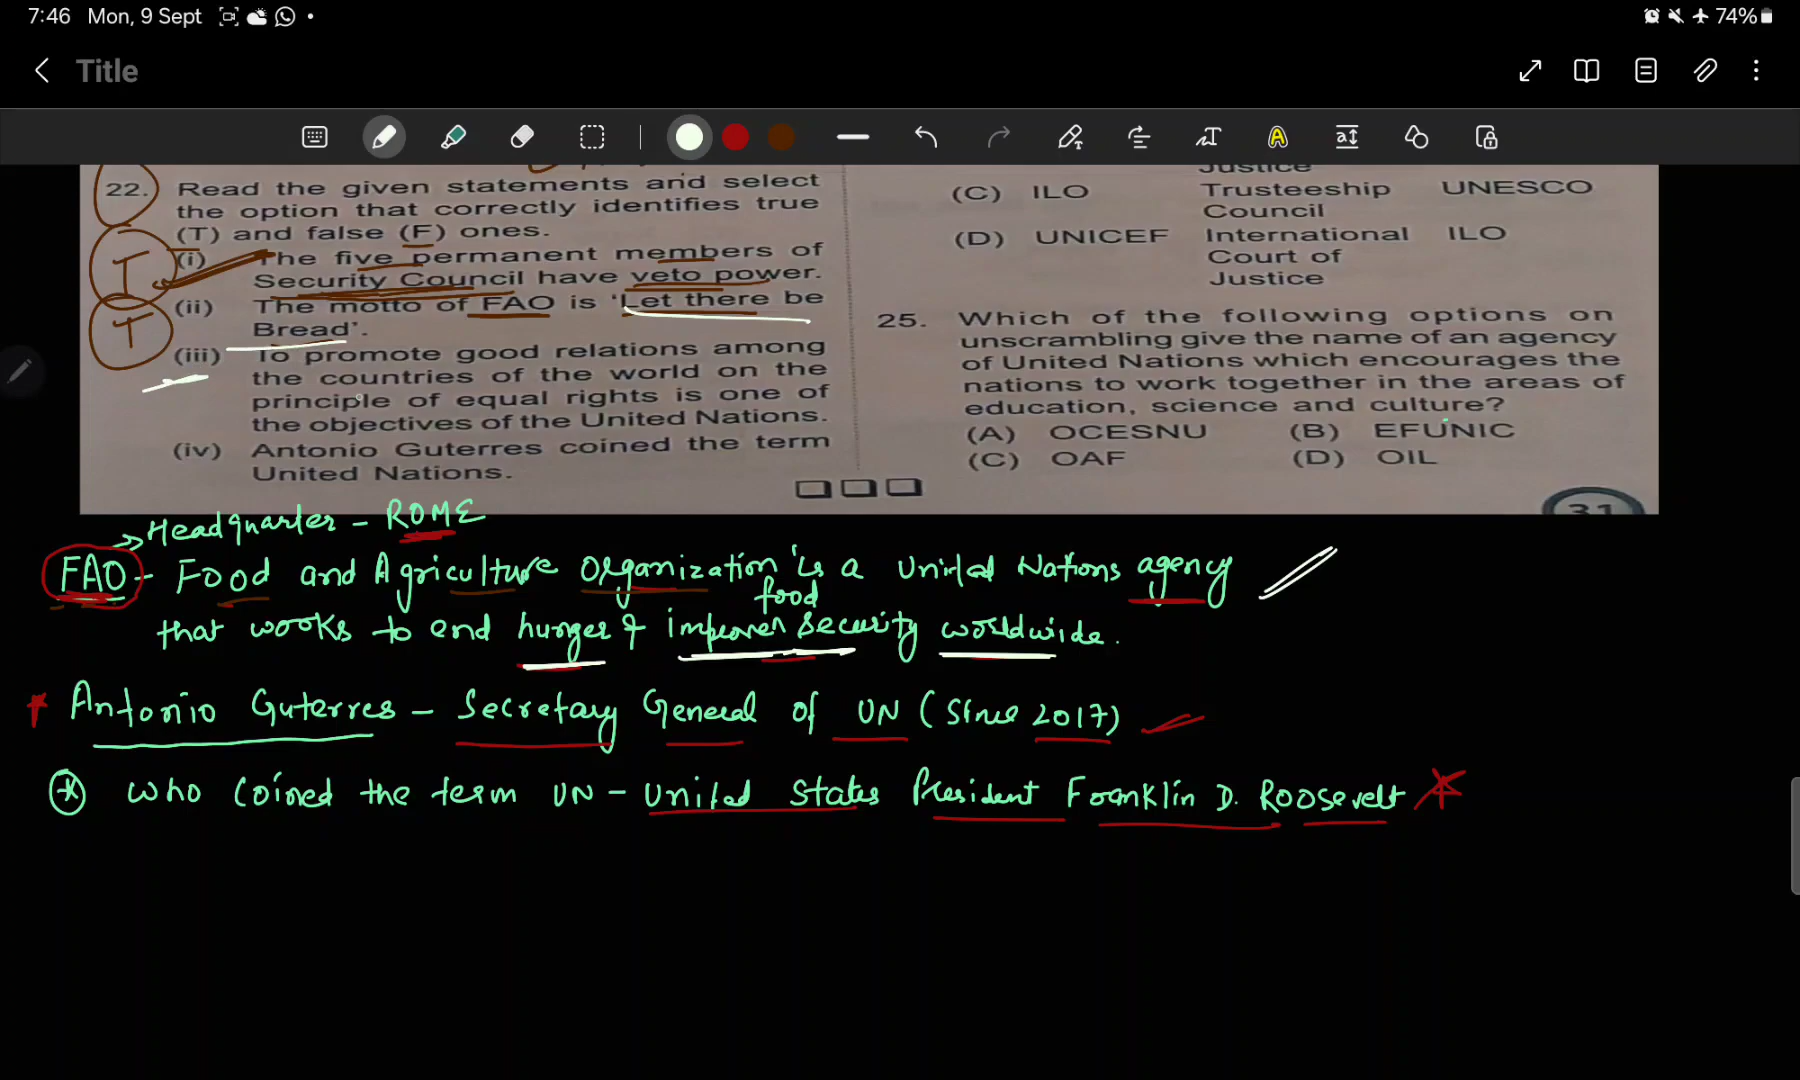 7:46 Mon, 9 Sept
74%
Title
22. Read the given statements and select
the option that correctly identifies true
(T) and false (F) ones.
T (i) The five permanent members of
Security Council have veto power.
T (ii) The motto of FAO is 'Let there be
Bread'.
(iii) To promote good relations among
the countries of the world on the
principle of equal rights is one of
the objectives of the United Nations.
(iv) Antonio Guterres coined the term
United Nations.
Justice
(C) ILO Trusteeship UNESCO
Council
(D) UNICEF International ILO
Court of
Justice
25. Which of the following options on
unscrambling give the name of an agency
of United Nations which encourages the
nations to work together in the areas of
education, science and culture?
(A) OCESNU (B) EFUNIC
(C) OAF (D) OIL
31
Headquarter - ROME
FAO - Food and Agriculture Organization is a United Nations agency
food
that works to end hunger & improves security worldwide.
Antonio Guterres - Secretary General of UN (Since 2017)
Who coined the term UN - United States President Franklin D. Roosevelt